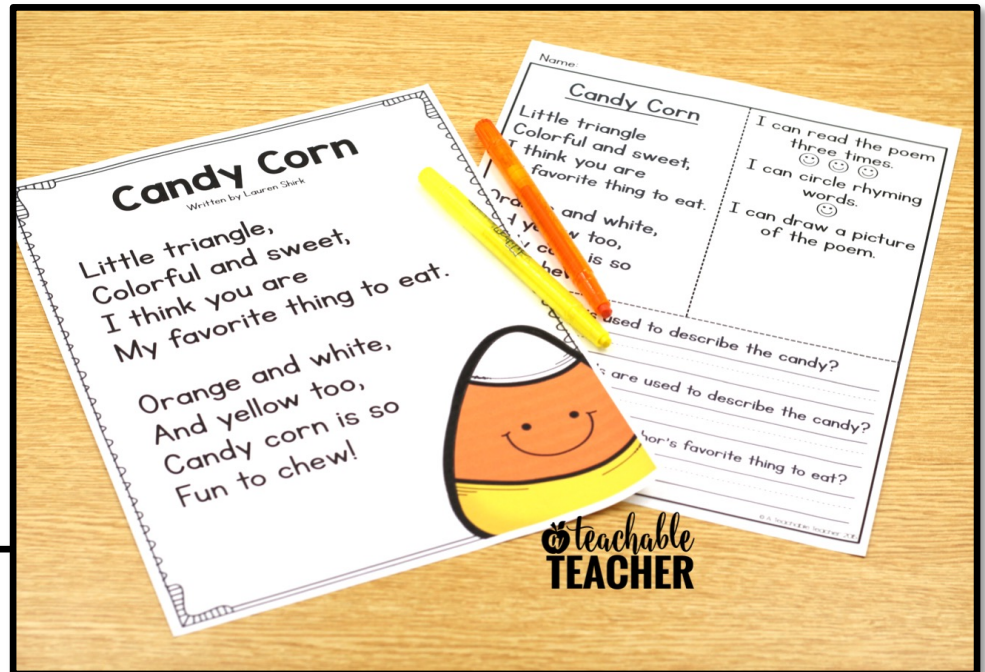 Candy Corn
Written by Lauren Shirk
Little triangle,
Colorful and sweet,
I think you are
My favorite thing to eat.
Orange and white,
And yellow too,
Candy corn is so
Fun to chew!
Name:
Candy Corn
Little triangle
Colorful and sweet,
I think you are
favorite thing to eat.
and white,
too,
is so
I can read the poem
three times.
I can circle rhyming
words.
I can draw a picture
of the poem.
used to describe the candy?
are used to describe the candy?
favorite thing to eat?
© A Teachable Teacher
a teachable
TEACHER